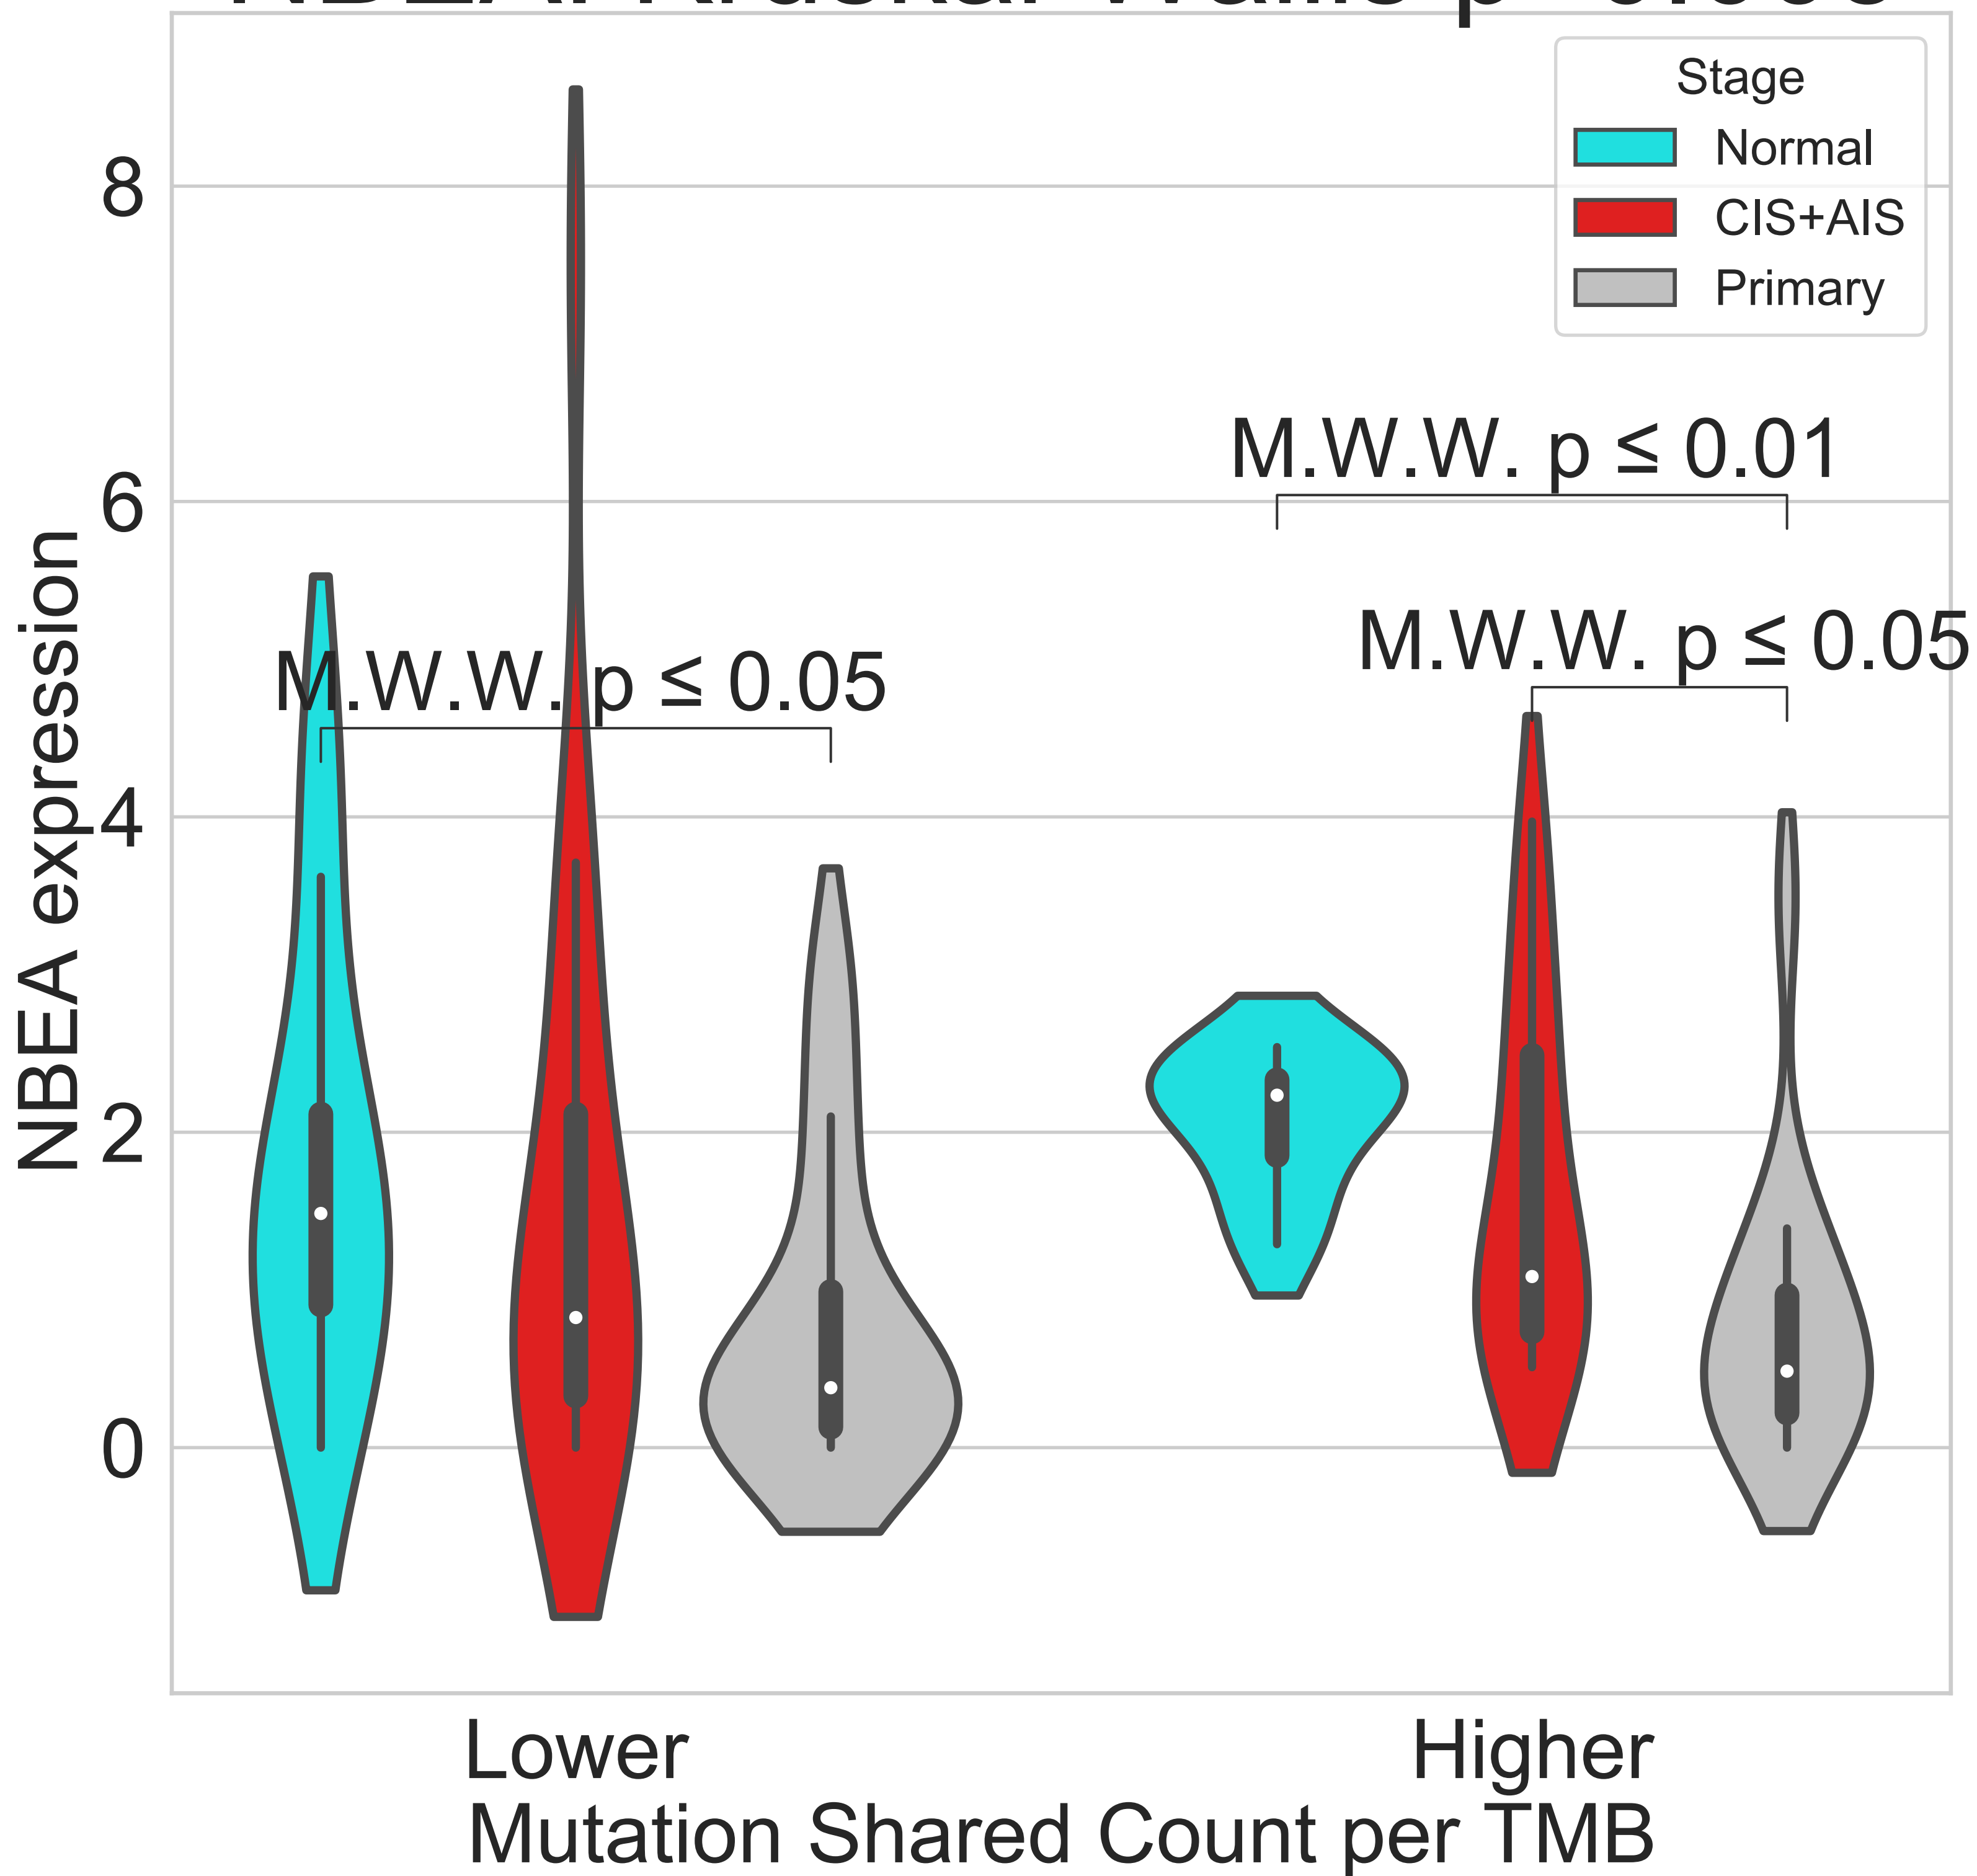 Stage
Normal
CIS+AIS
Primary
8
6
4
2
0
NBEA expression
M.W.W. p ≤ 0.01
M.W.W. p ≤ 0.05
M.W.W. p ≤ 0.05
Lower
Higher
Mutation Shared Count per TMB